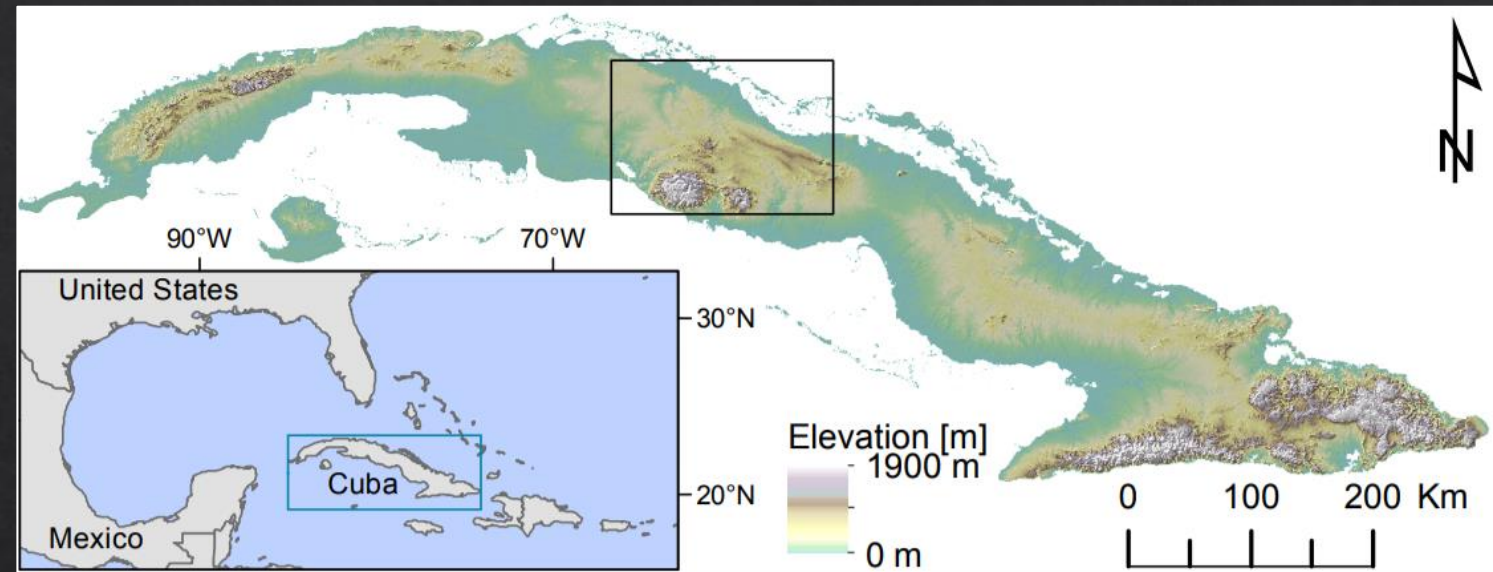 N
90°W
70°W
United States
30°N
Cuba
20°N
Mexico
Elevation [m]
1900 m
0 m
0 100 200 Km